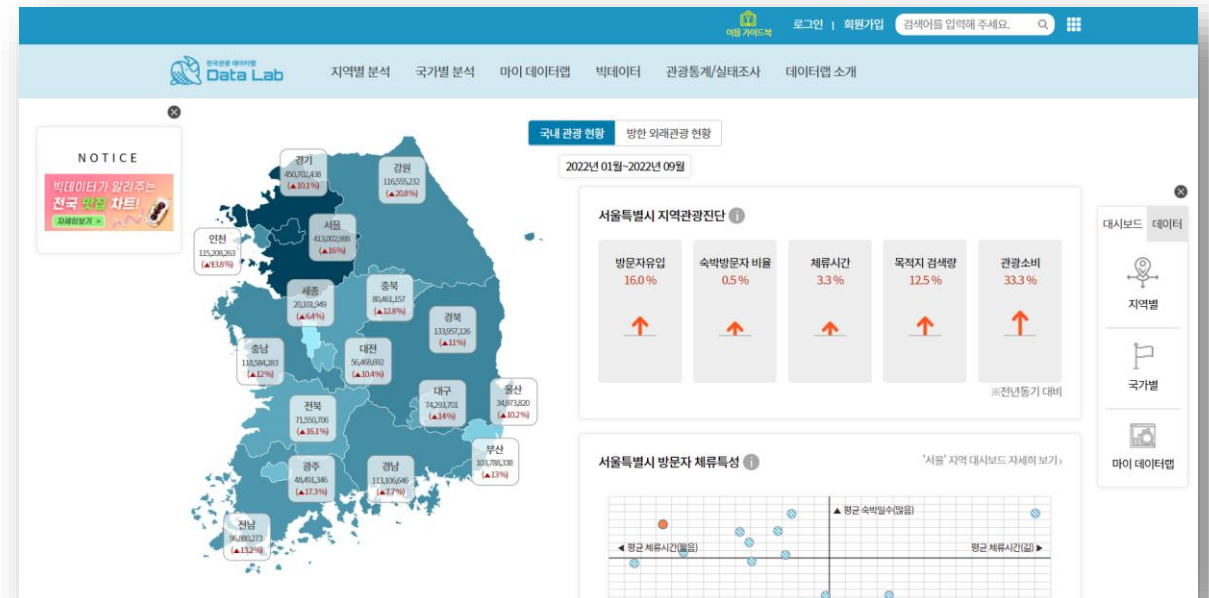 이용 가이드북
로그인 | 회원가입
검색어를 입력해 주세요.
한국관광 데이터랩
Data Lab
지역별 분석
국가별 분석
마이 데이터랩
빅데이터
관광통계/실태조사
데이터랩 소개
NOTICE
빅데이터가 알려주는
전국 맛집 차트!
자세히보기 >
국내 관광 현황
방한 외래관광 현황
2022년 01월~2022년 09월
경기
450,702,438
(▲10.1%)
강원
116,555,232
(▲20.8%)
서울
413,002,988
(▲16%)
인천
115,208,263
(▲13.8%)
세종
20,101,949
(▲6.4%)
충북
80,461,157
(▲12.8%)
경북
133,957,126
(▲11%)
충남
118,584,283
(▲12%)
대전
56,468,692
(▲10.4%)
대구
74,293,701
(▲14%)
울산
34,973,820
(▲10.2%)
전북
71,550,706
(▲16.1%)
부산
103,788,338
(▲13%)
광주
48,491,346
(▲17.3%)
경남
113,106,646
(▲7.7%)
전남
96,880,273
(▲13.2%)
서울특별시 지역관광진단
방문자유입
16.0 %
숙박방문자 비율
0.5 %
체류시간
3.3 %
목적지 검색량
12.5 %
관광소비
33.3 %
※전년동기 대비
서울특별시 방문자 체류특성
'서울' 지역 대시보드 자세히 보기>
▲ 평균 숙박일수(많음)
◀ 평균 체류시간(짧음)
평균 체류시간(김) ▶
대시보드
데이터
지역별
국가별
마이 데이터랩